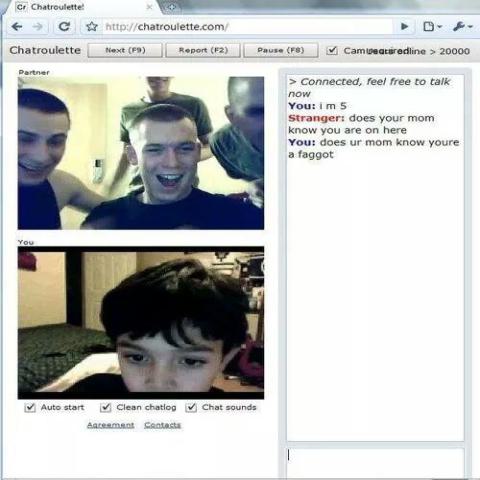 Chatroulette!
http://chatroulette.com/
Chatroulette
Next (F9)
Report (F2)
Pause (F8)
online > 20000
Partner
> Connected, feel free to talk
now
You: i m 5
Stranger: does your mom
know you are on here
You: does ur mom know youre
a faggot
You
Auto start
Clean chatlog
Chat sounds
Agreement
Contacts